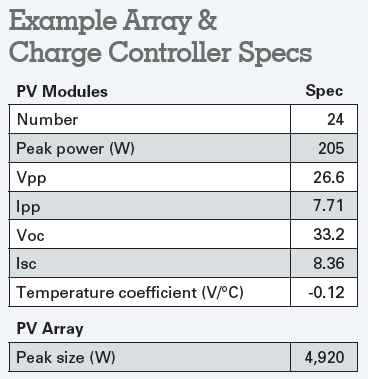 Example Array &
Charge Controller Specs
PV Modules Spec
Number 24
Peak power (W) 205
Vpp 26.6
Ipp 7.71
Voc 33.2
Isc 8.36
Temperature coefficient (V/°C) -0.12
PV Array
Peak size (W) 4,920